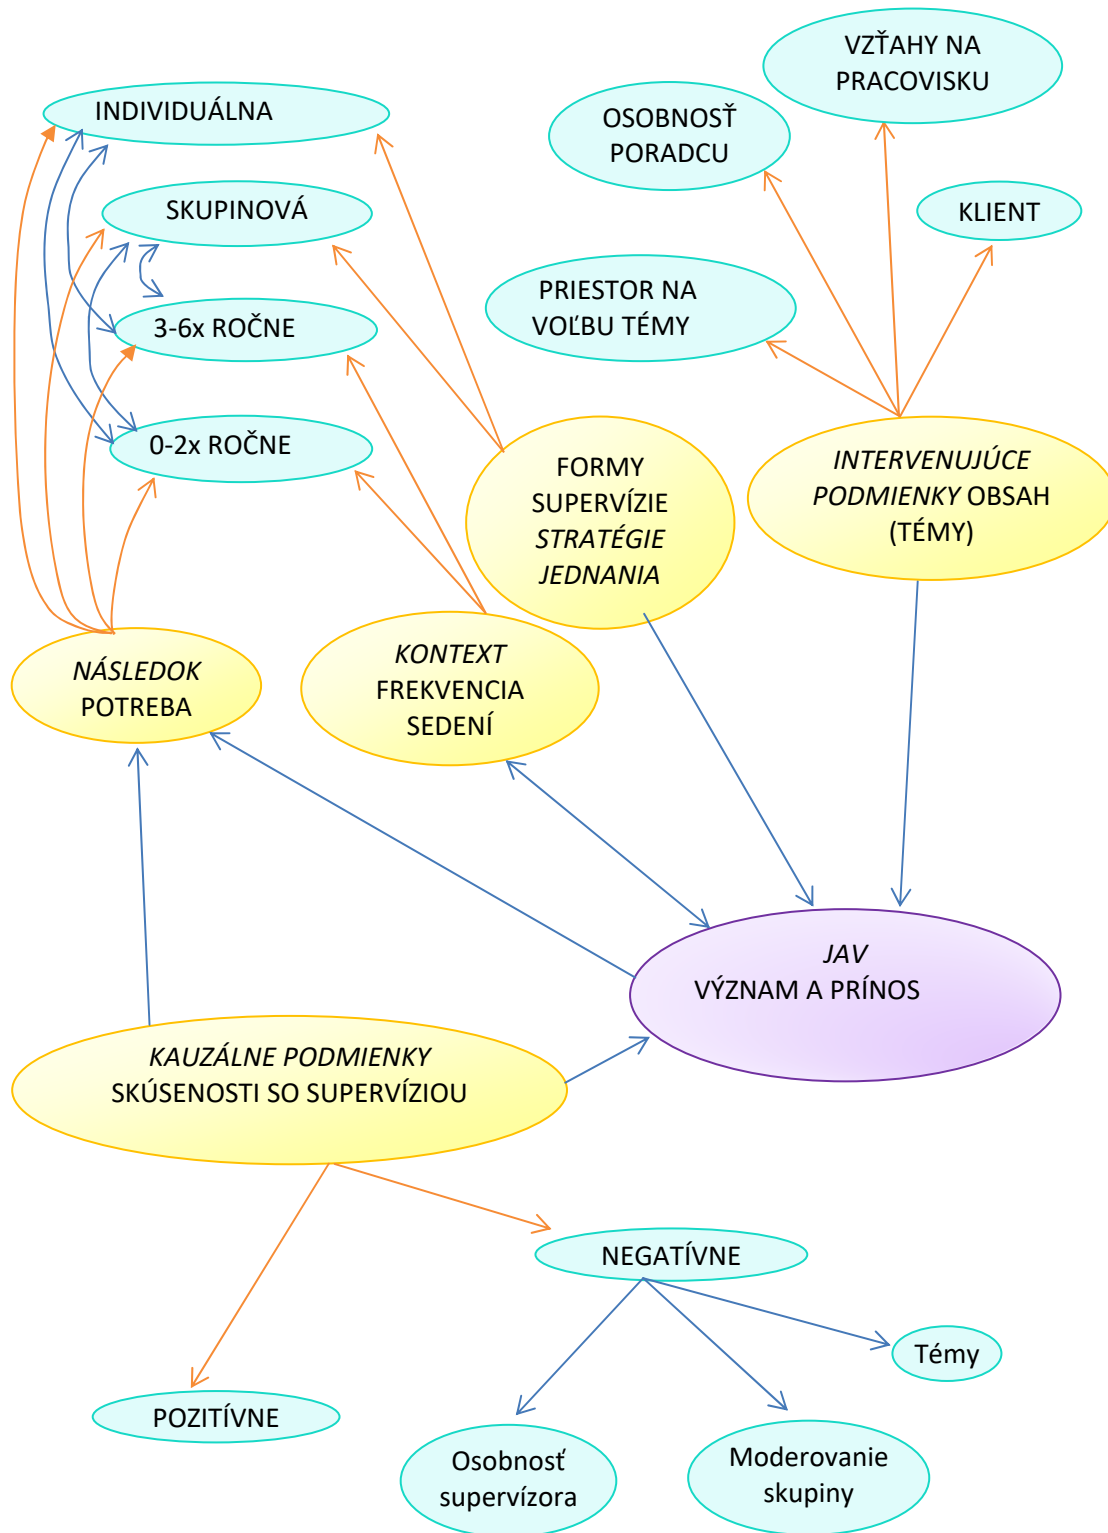 VZŤAHY NA
PRACOVISKU
INDIVIDUÁLNA
OSOBNOSŤ
PORADCU
SKUPINOVÁ
KLIENT
PRIESTOR NA
VOĽBU TÉMY
3-6x ROČNE
0-2x ROČNE
FORMY
SUPERVÍZIE
STRATÉGIE
JEDNANIA
INTERVENUJÚCE
PODMIENKY OBSAH
(TÉMY)
NÁSLEDOK
POTREBA
KONTEXT
FREKVENCIA
SEDENÍ
JAV
VÝZNAM A PRÍNOS
KAUZÁLNE PODMIENKY
SKÚSENOSTI SO SUPERVÍZIOU
NEGATÍVNE
Témy
POZITÍVNE
Osobnosť
supervízora
Moderovanie
skupiny